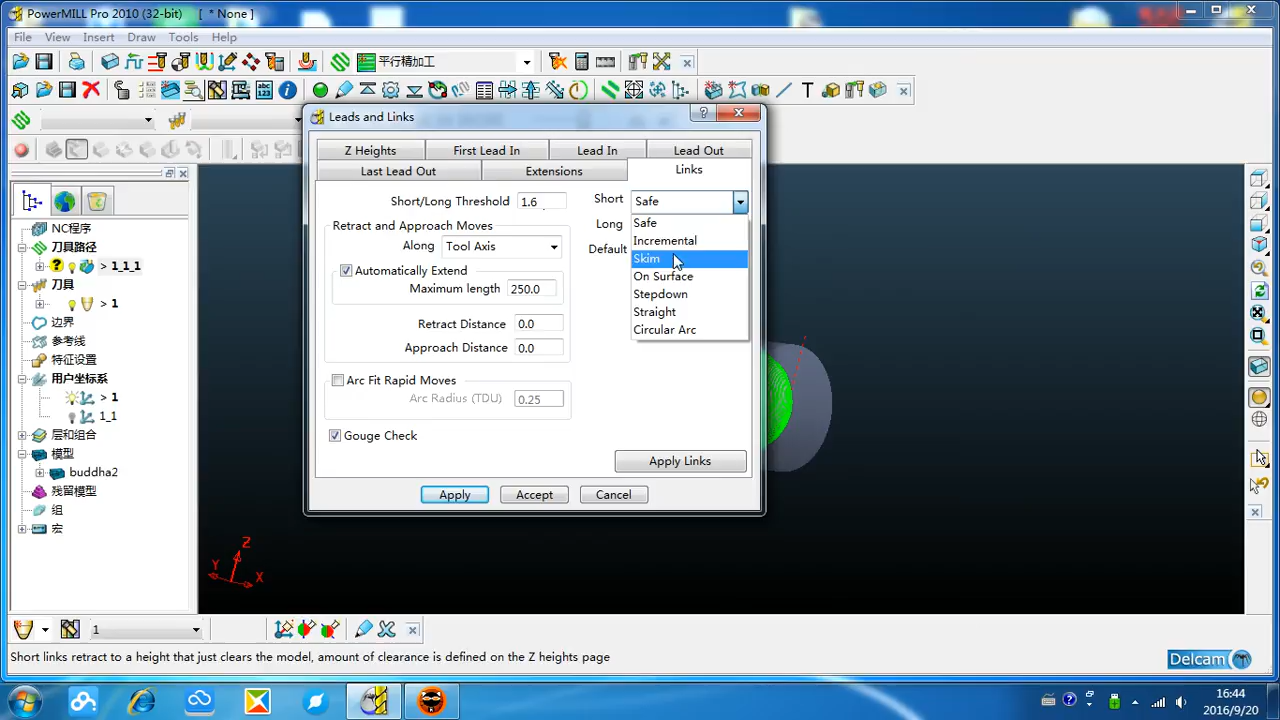 PowerMILL Pro 2010 (32-bit) [ * None ]
File View Insert Draw Tools Help
平行精加工
Leads and Links
Z Heights First Lead In Lead In Lead Out
Last Lead Out Extensions Links
Short/Long Threshold 1.6
Short Safe
Retract and Approach Moves
Long
Along Tool Axis
Default
Safe
Incremental
Skim
On Surface
Stepdown
Straight
Circular Arc
Automatically Extend
Maximum length 250.0
Retract Distance 0.0
Approach Distance 0.0
Arc Fit Rapid Moves
Arc Radius (TDU) 0.25
Gouge Check
Apply Links
Apply Accept Cancel
NC程序
刀具路径
> 1_1_1
刀具
> 1
边界
参考线
特征设置
用户坐标系
> 1
1_1
层和组合
模型
buddha2
残留模型
组
宏
Z
Y
X
1
Short links retract to a height that just clears the model, amount of clearance is defined on the Z heights page
Delcam
16:44
2016/9/20